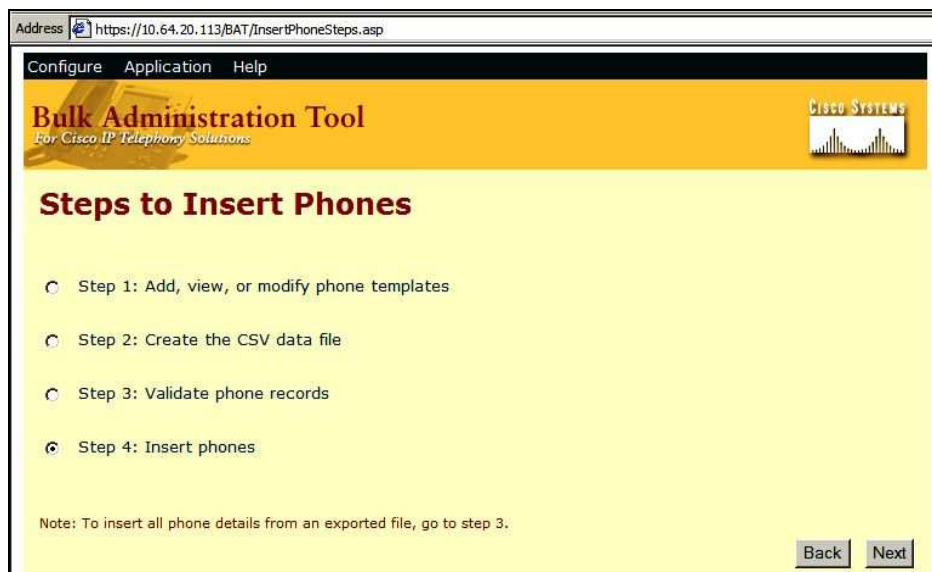 Address https://10.64.20.113/BAT/InsertPhoneSteps.asp
Configure Application Help
Bulk Administration Tool
For Cisco IP Telephony Solutions
CISCO SYSTEMS
Steps to Insert Phones
Step 1: Add, view, or modify phone templates
Step 2: Create the CSV data file
Step 3: Validate phone records
Step 4: Insert phones
Note: To insert all phone details from an exported file, go to step 3.
Back Next